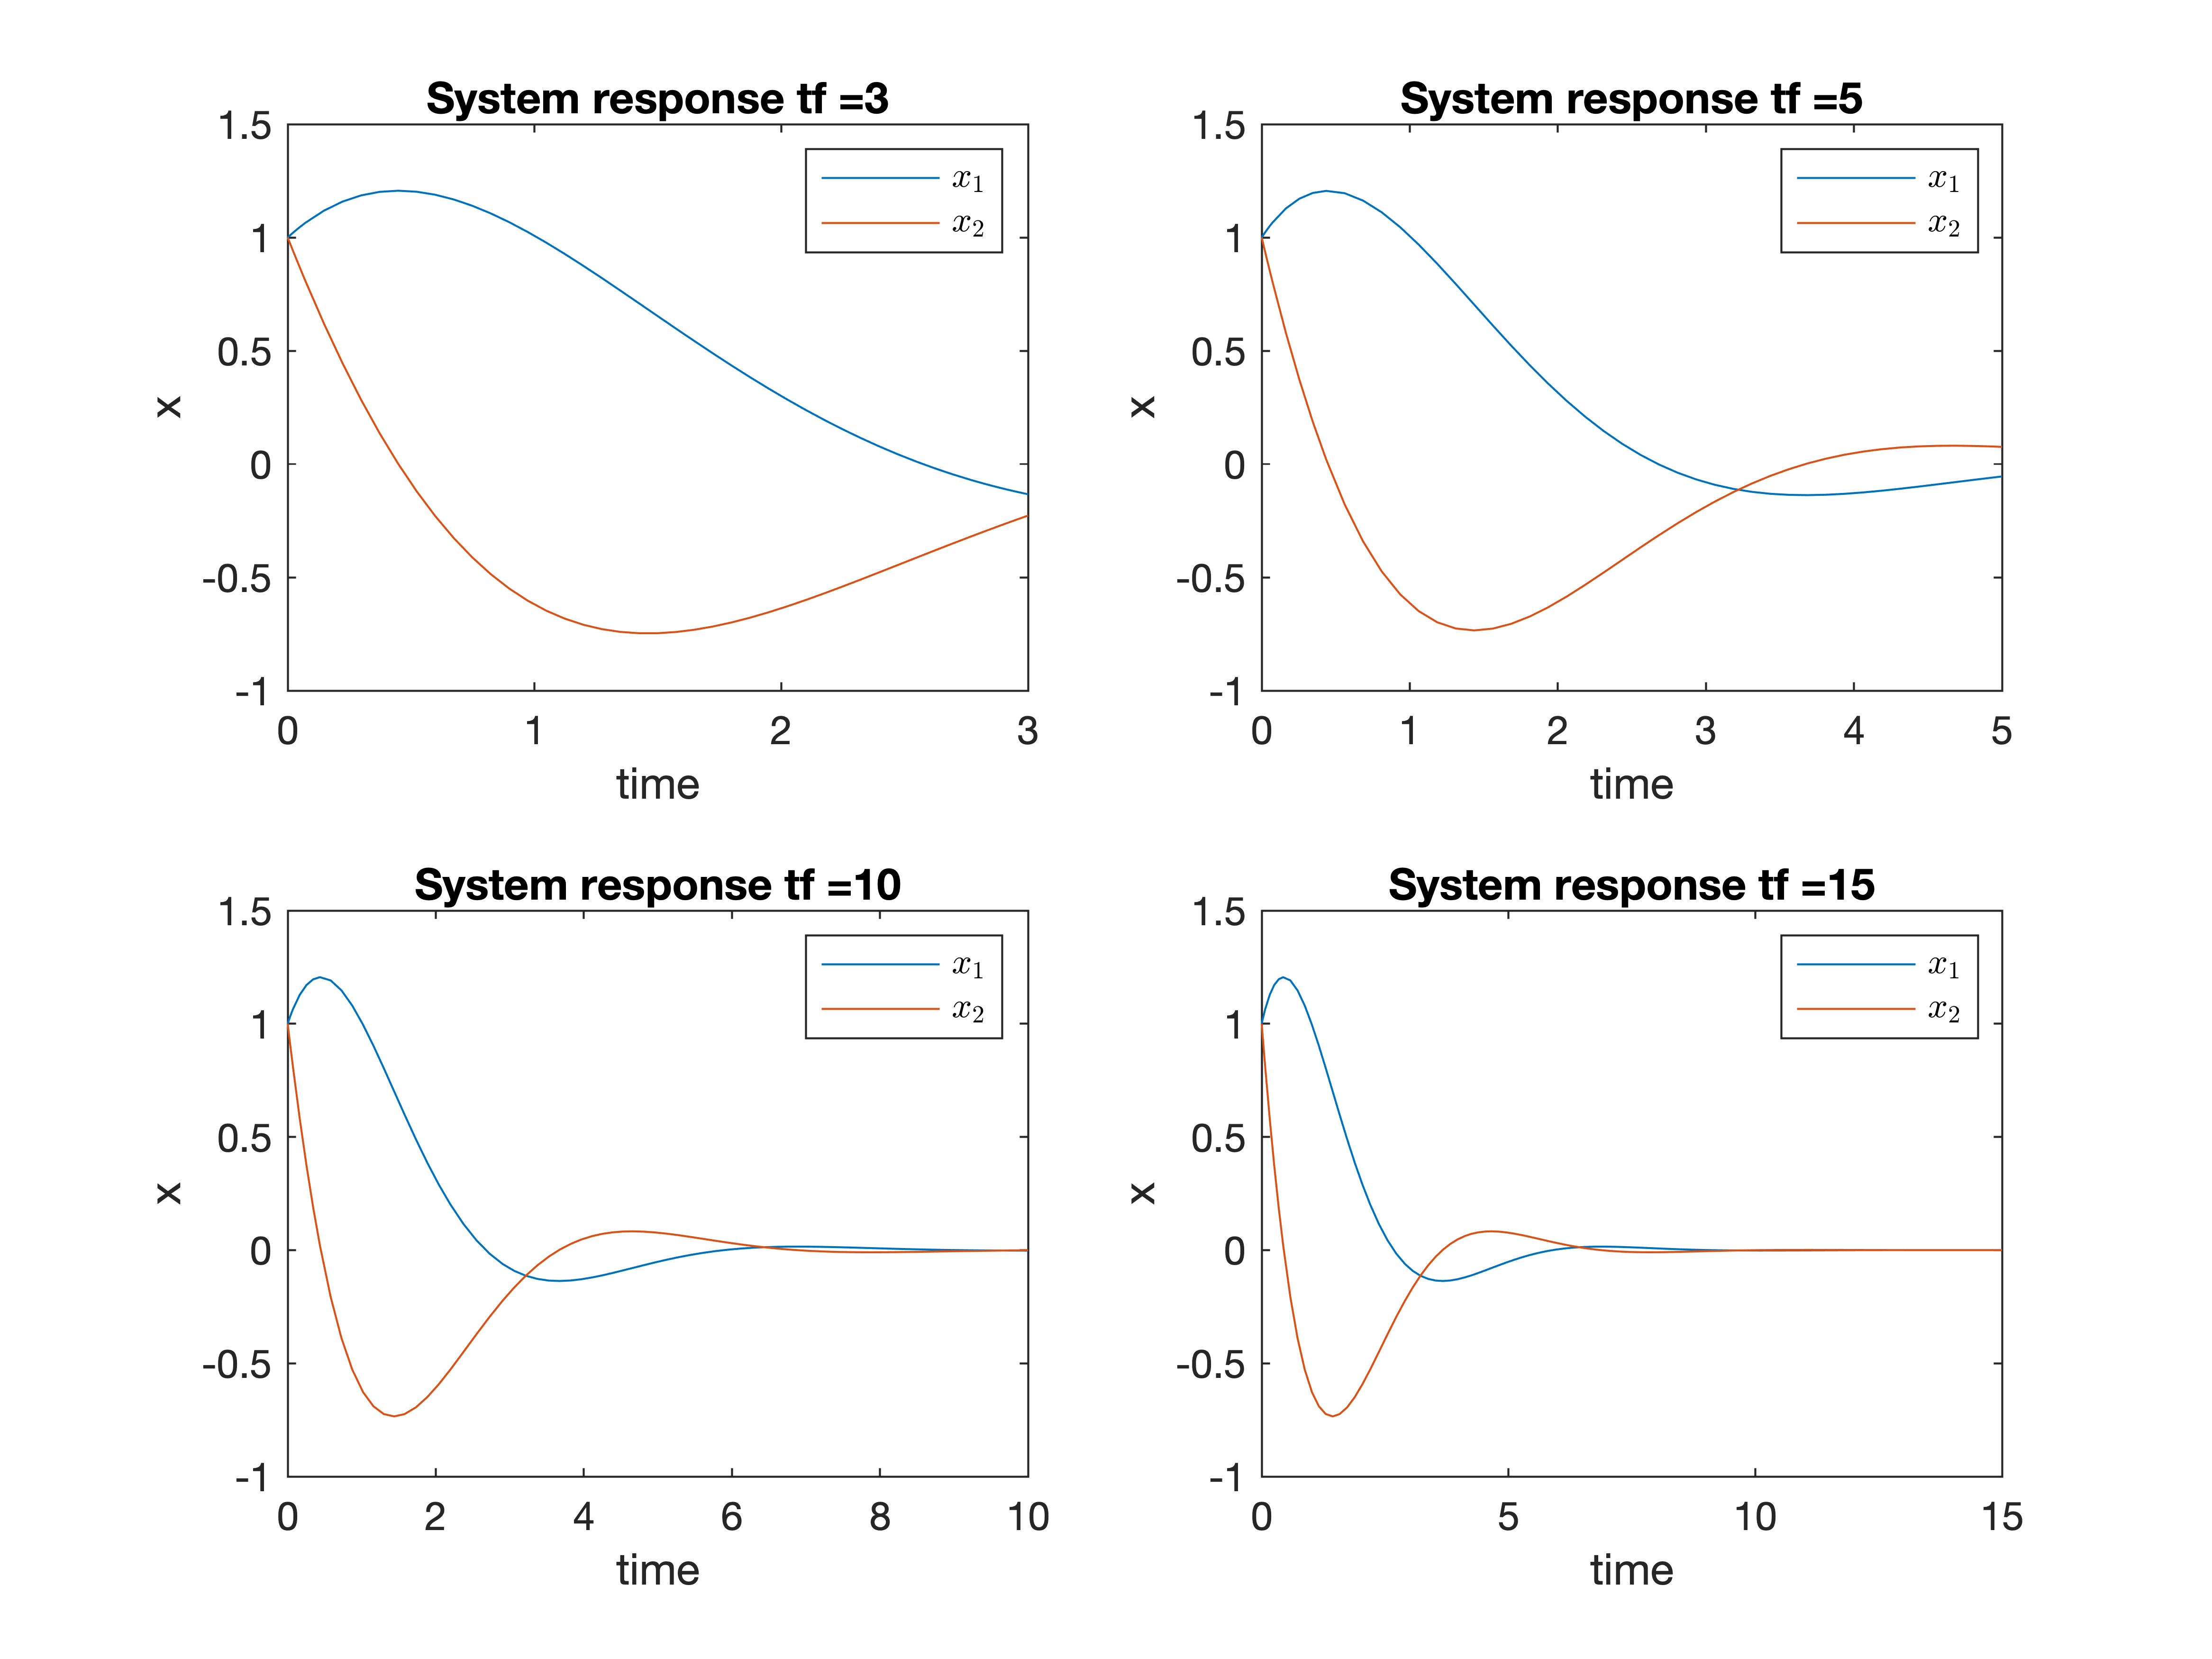 System response tf =3
1.5
1
0.5
0
-0.5
-1
x
x1
x2
0 1 2 3
time
System response tf =5
1.5
1
0.5
0
-0.5
-1
x
x1
x2
0 1 2 3 4 5
time
System response tf =10
1.5
1
0.5
0
-0.5
-1
x
x1
x2
0 2 4 6 8 10
time
System response tf =15
1.5
1
0.5
0
-0.5
-1
x
x1
x2
0 5 10 15
time